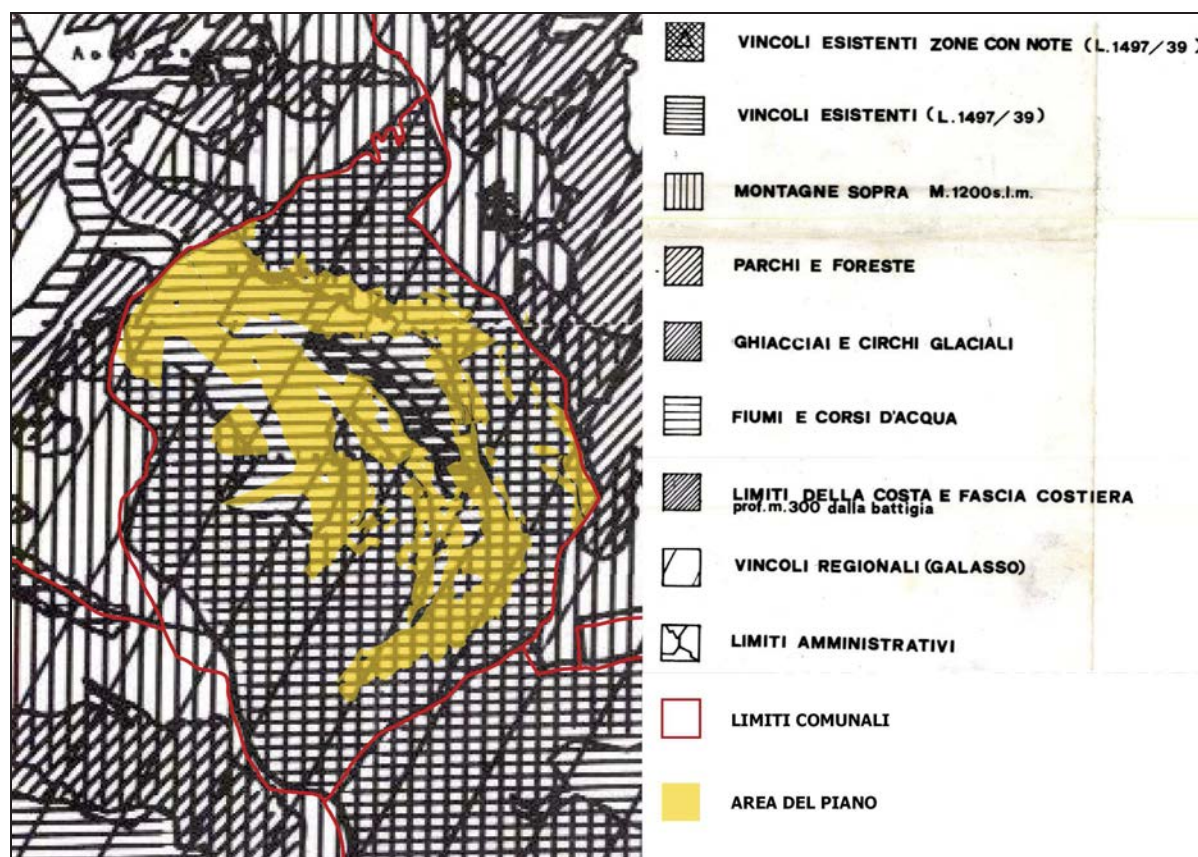 VINCOLI ESISTENTI ZONE CON NOTE (L.1497/39)
VINCOLI ESISTENTI (L.1497/39)
MONTAGNE SOPRA M.1200s.l.m.
PARCHI E FORESTE
GHIACCIAI E CIRCHI GLACIALI
FIUMI E CORSI D'ACQUA
LIMITI DELLA COSTA E FASCIA COSTIERA
prof.m.300 dalla battigia
VINCOLI REGIONALI (GALASSO)
LIMITI AMMINISTRATIVI
LIMITI COMUNALI
AREA DEL PIANO